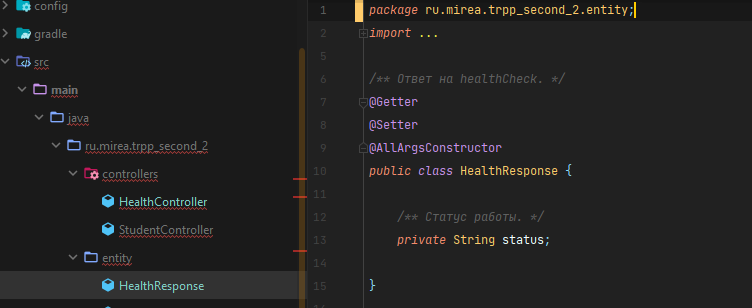 config
gradle
src
main
java
ru.mirea.trpp_second_2
controllers
HealthController
StudentController
entity
HealthResponse
1 package ru.mirea.trpp_second_2.entity;
2 import ...
5
6 /** Ответ на healthCheck. */
7 @Getter
8 @Setter
9 @AllArgsConstructor
10 public class HealthResponse {
11
12 /** Статус работы. */
13 private String status;
14
15 }